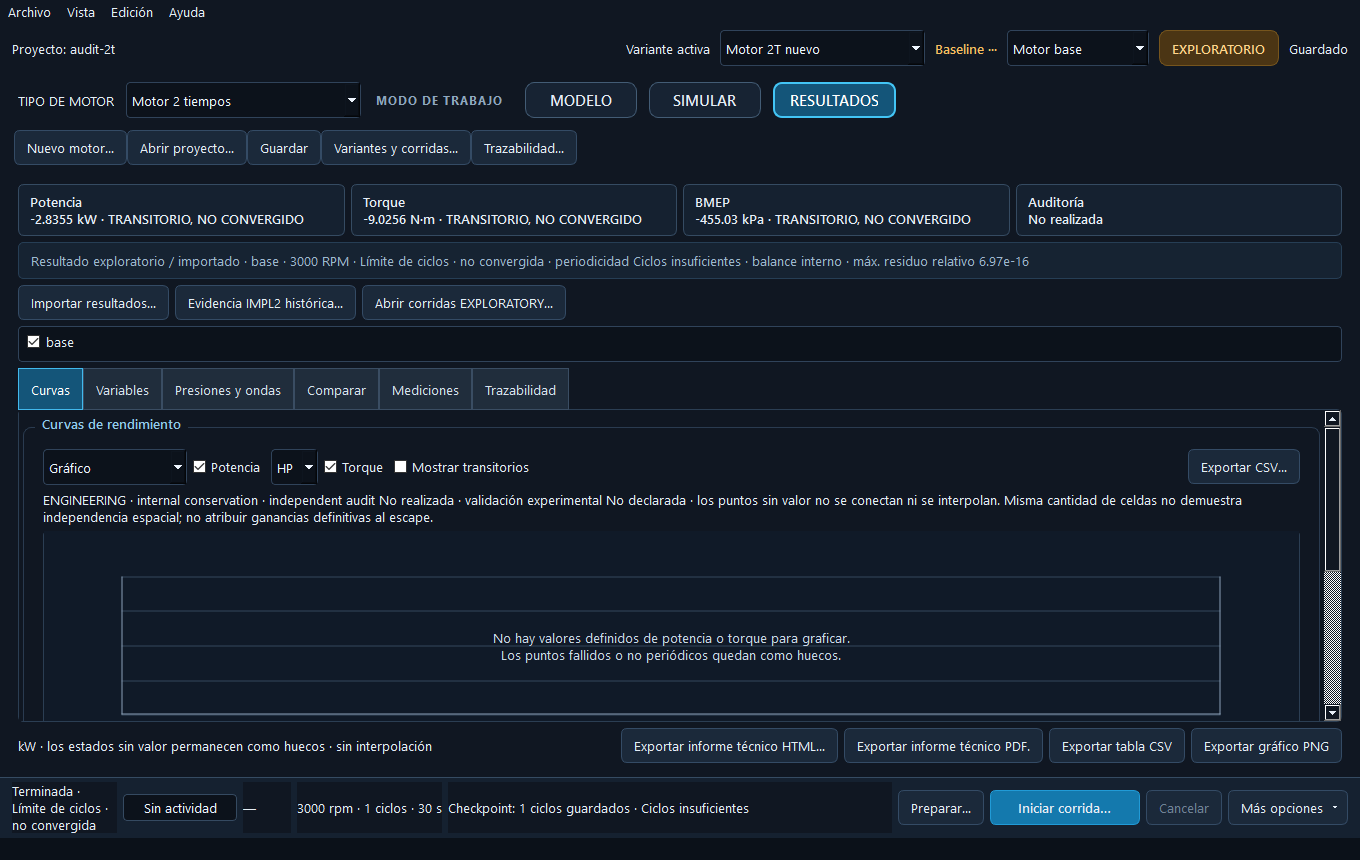 Archivo Vista Edición Ayuda
Proyecto: audit-2t Variante activa Motor 2T nuevo Baseline ··· Motor base EXPLORATORIO Guardado
TIPO DE MOTOR Motor 2 tiempos MODO DE TRABAJO MODELO SIMULAR RESULTADOS
Nuevo motor... Abrir proyecto... Guardar Variantes y corridas... Trazabilidad...
Potencia Torque BMEP Auditoría
-2.8355 kW · TRANSITORIO, NO CONVERGIDO -9.0256 N·m · TRANSITORIO, NO CONVERGIDO -455.03 kPa · TRANSITORIO, NO CONVERGIDO No realizada
Resultado exploratorio / importado · base · 3000 RPM · Límite de ciclos · no convergida · periodicidad Ciclos insuficientes · balance interno · máx. residuo relativo 6.97e-16
Importar resultados... Evidencia IMPL2 histórica... Abrir corridas EXPLORATORY...
base
Curvas Variables Presiones y ondas Comparar Mediciones Trazabilidad
Curvas de rendimiento
Gráfico Potencia HP Torque Mostrar transitorios Exportar CSV...
ENGINEERING · internal conservation · independent audit No realizada · validación experimental No declarada · los puntos sin valor no se conectan ni se interpolan. Misma cantidad de celdas no demuestra
independencia espacial; no atribuir ganancias definitivas al escape.
No hay valores definidos de potencia o torque para graficar.
Los puntos fallidos o no periódicos quedan como huecos.
kW · los estados sin valor permanecen como huecos · sin interpolación Exportar informe técnico HTML... Exportar informe técnico PDF. Exportar tabla CSV Exportar gráfico PNG
Terminada ·
Límite de ciclos ·
no convergida
Sin actividad — 3000 rpm · 1 ciclos · 30 s Checkpoint: 1 ciclos guardados · Ciclos insuficientes Preparar... Iniciar corrida... Cancelar Más opciones